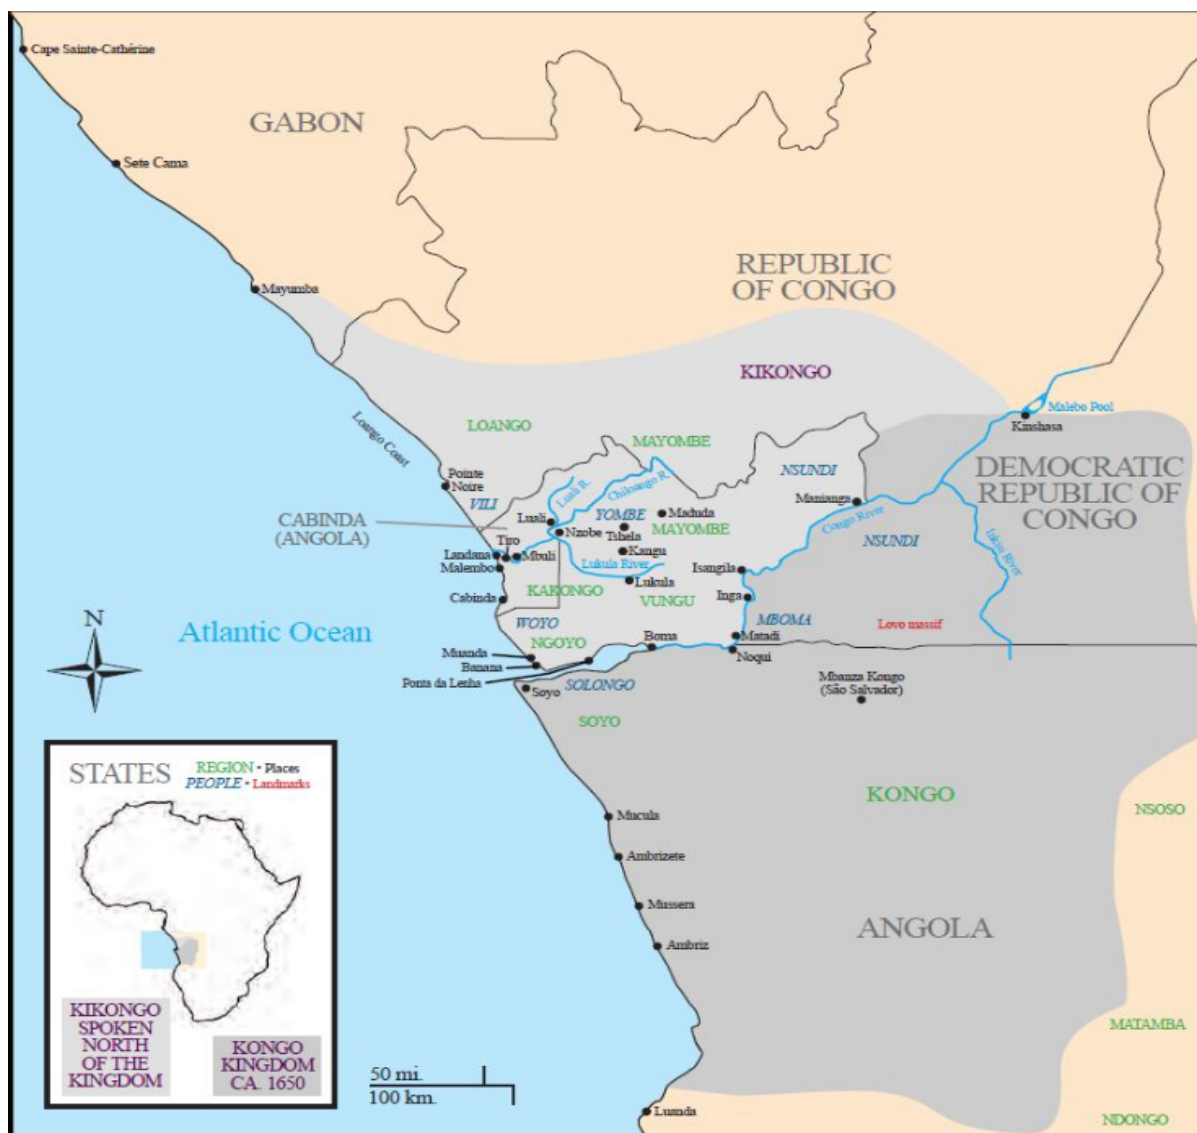 Cape Sainte-Cathérine
GABON
Sete Cama
REPUBLIC
OF CONGO
Mayumba
KIKONGO
Malebo Pool
Kinshasa
Loango Coast
LOANGO
MAYOMBE
DEMOCRATIC
REPUBLIC OF
CONGO
Pointe
Noire
VILI
Luali R.
Chiloango R.
NSUNDI
Manianga
CABINDA
(ANGOLA)
Luali
Nzobe
YOMBE
Tshela
Maduda
MAYOMBE
Congo River
NSUNDI
Inkisi River
Tiro
Landana
Mbuli
Malembo
Kangu
Lukula River
Lukula
Isangila
Cabinda
KAKONGO
VUNGU
Inga
N
Atlantic Ocean
WOYO
NGOYO
MBOMA
Lovo massif
Boma
Matadi
Noqui
Muanda
Banana
Ponta da Lenha
SOLONGO
Soyo
Mbanza Kongo
(São Salvador)
SOYO
KONGO
NSOSO
Mucula
Ambrizete
Mussera
Ambriz
ANGOLA
MATAMBA
Luanda
NDONGO
STATES
REGION • Places
PEOPLE • Landmarks
KIKONGO
SPOKEN
NORTH
OF THE
KINGDOM
KONGO
KINGDOM
CA. 1650
50 mi.
100 km.